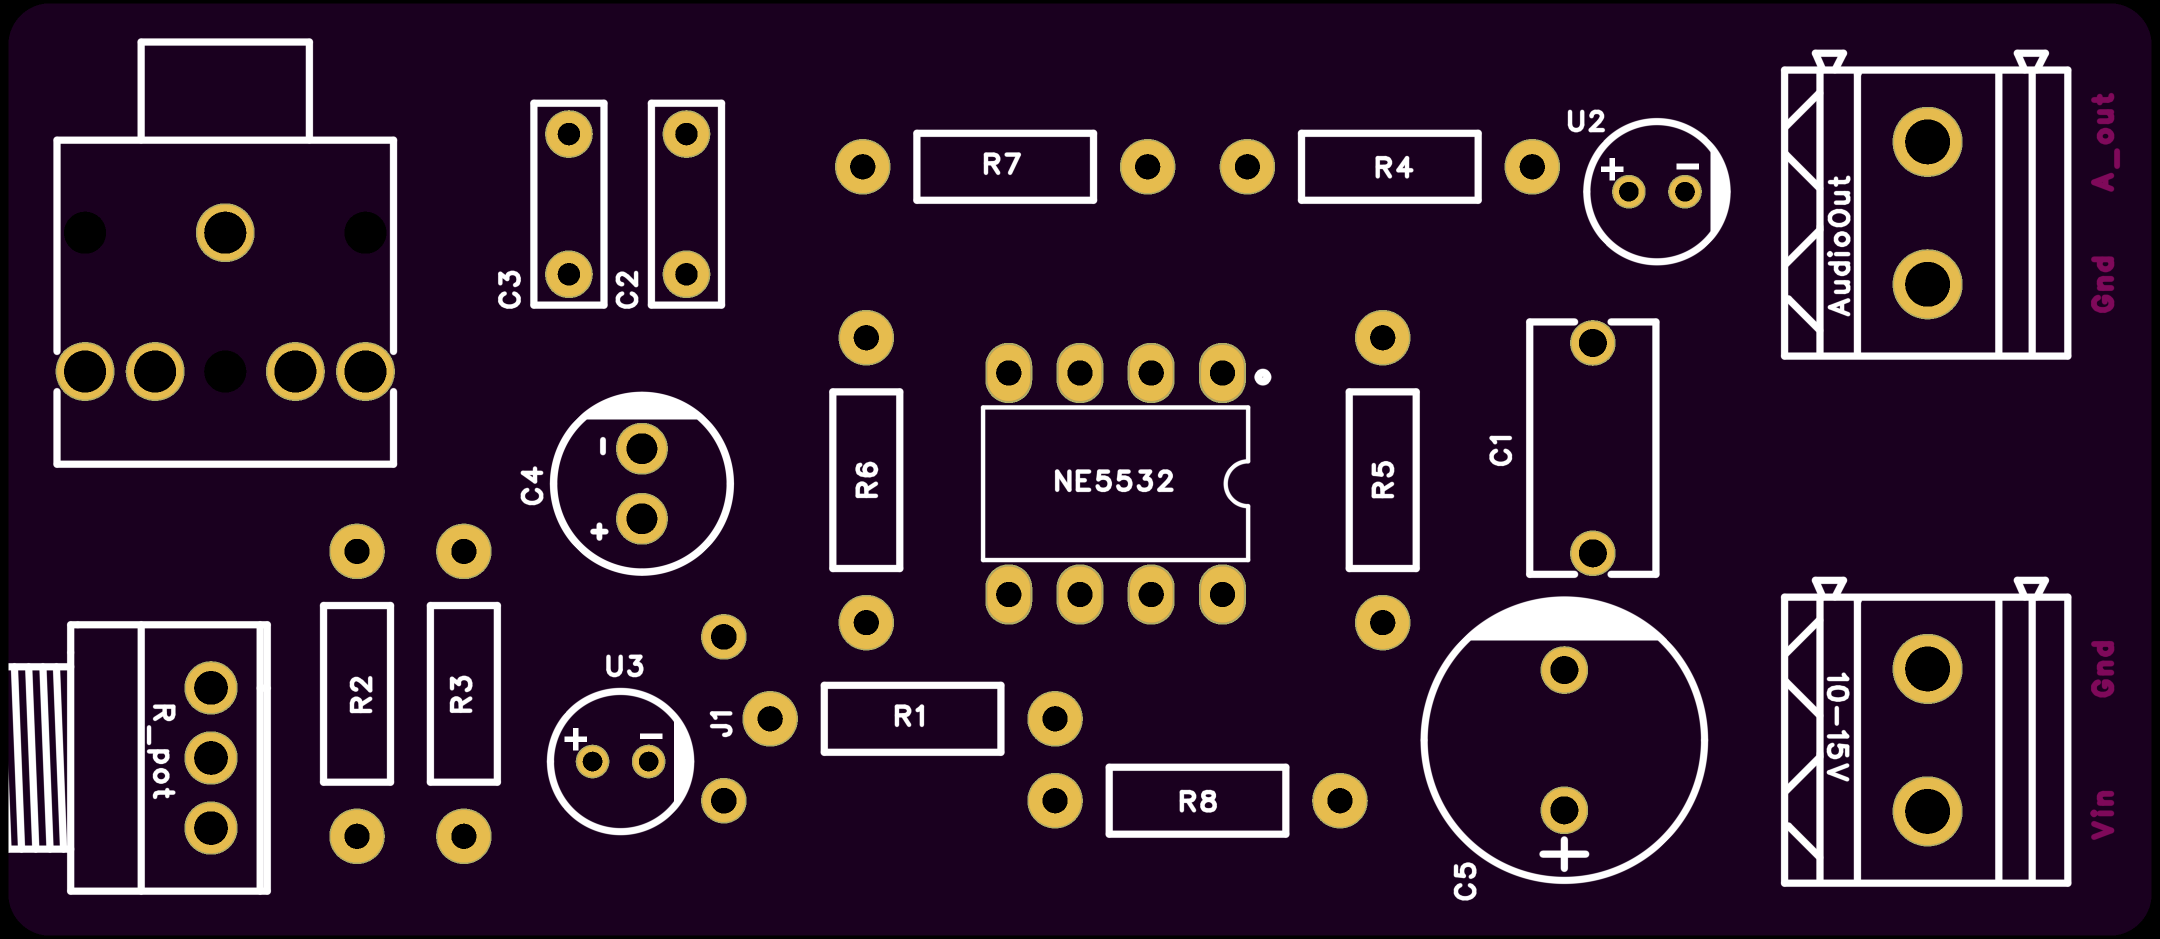 U2
A_out
R7
R4
AudioOut
C3
C2
Gnd
C1
R6
NE5532
R5
C4
U3
Gnd
R2
R3
J1
R1
10-15V
R_pot
R8
Vin
C5